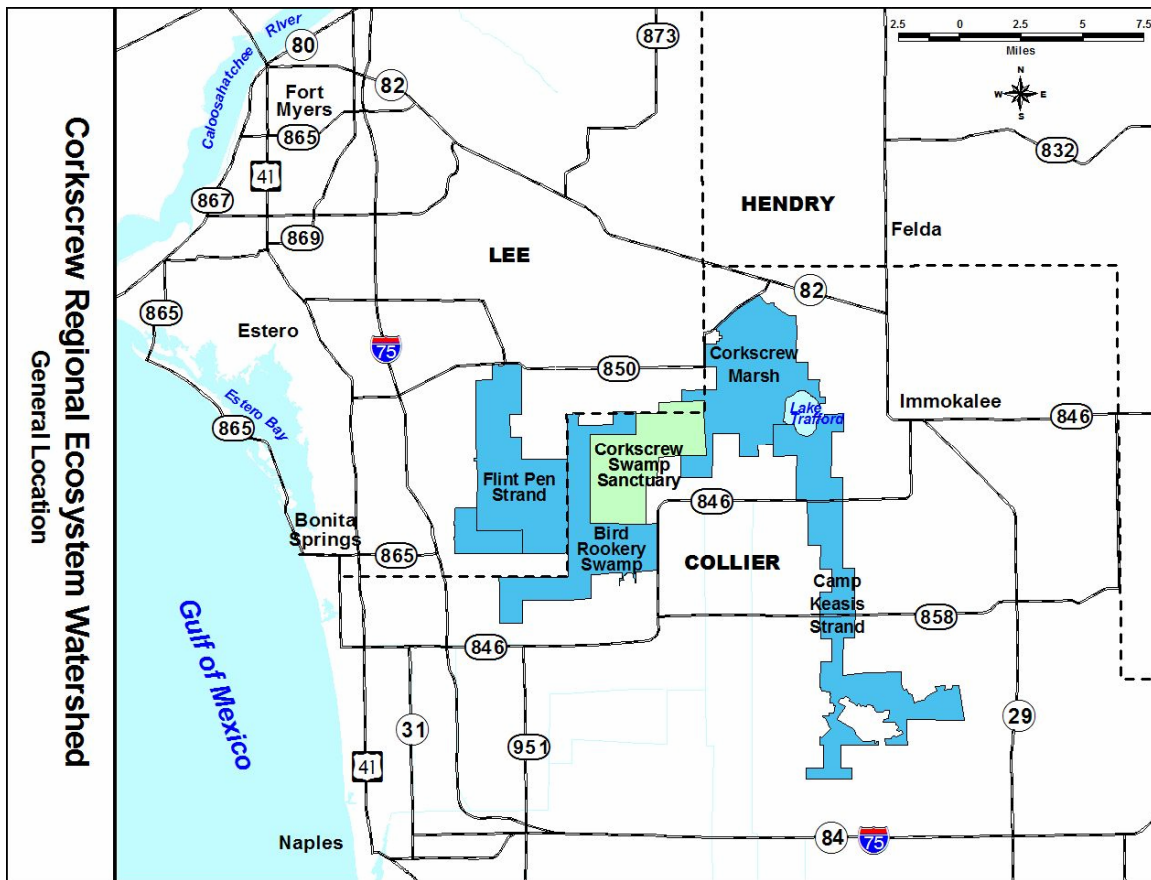 Corkscrew Regional Ecosystem Watershed
General Location
2.5 0 2.5 5 7.5
Miles
N
W E
S
Caloosahatchee River
80
873
82
Fort
Myers
865
832
41
867
HENDRY
869
Felda
LEE
82
865
Estero
75
Corkscrew
Marsh
850
Immokalee
Lake
Trafford
846
Estero Bay
865
Corkscrew
Swamp
Sanctuary
Flint Pen
Strand
846
Bonita
Springs
865
Bird
Rookery
Swamp
COLLIER
Camp
Keasis
Strand
858
846
Gulf of Mexico
31
951
29
41
Naples
84
75